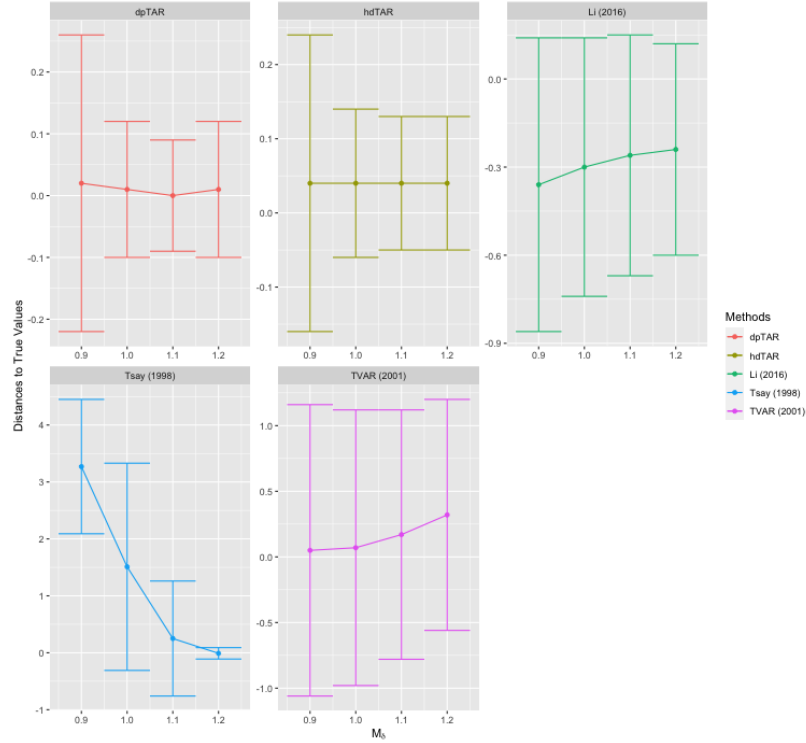 dpTAR
hdTAR
Li (2016)
0.2
0.1
0.0
-0.1
-0.2
0.2
0.1
0.0
-0.1
0.0
-0.3
-0.6
-0.9
0.9 1.0 1.1 1.2
0.9 1.0 1.1 1.2
0.9 1.0 1.1 1.2
Distances to True Values
Tsay (1998)
TVAR (2001)
4
3
2
1
0
-1
1.0
0.5
0.0
-0.5
-1.0
0.9 1.0 1.1 1.2
0.9 1.0 1.1 1.2
M_δ
Methods
dpTAR
hdTAR
Li (2016)
Tsay (1998)
TVAR (2001)